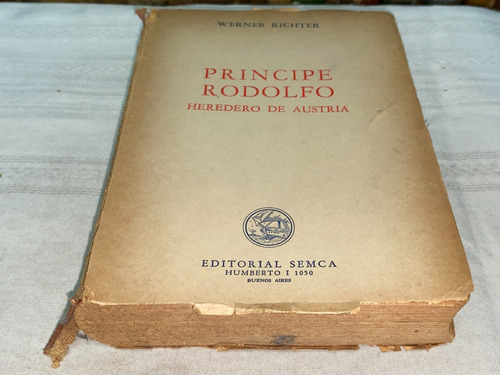 WERNER RICHTER
PRINCIPE
RODOLFO
HEREDERO DE AUSTRIA
EDITORIAL SEMCA
HUMBERTO I 1050
BUENOS AIRES